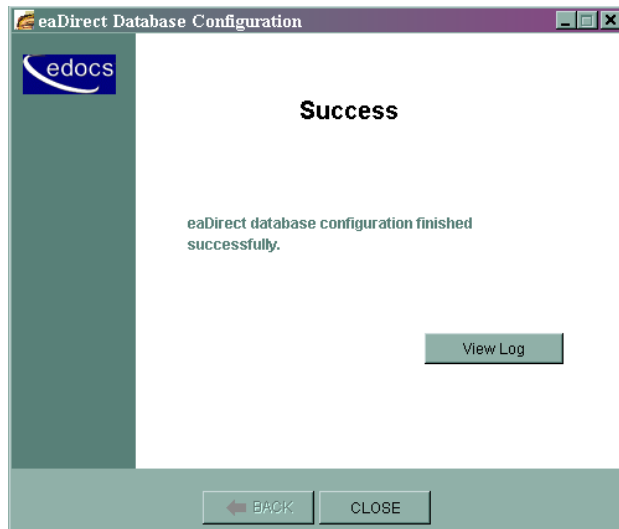 eaDirect Database Configuration
edocs
Success
eaDirect database configuration finished
successfully.
View Log
BACK
CLOSE